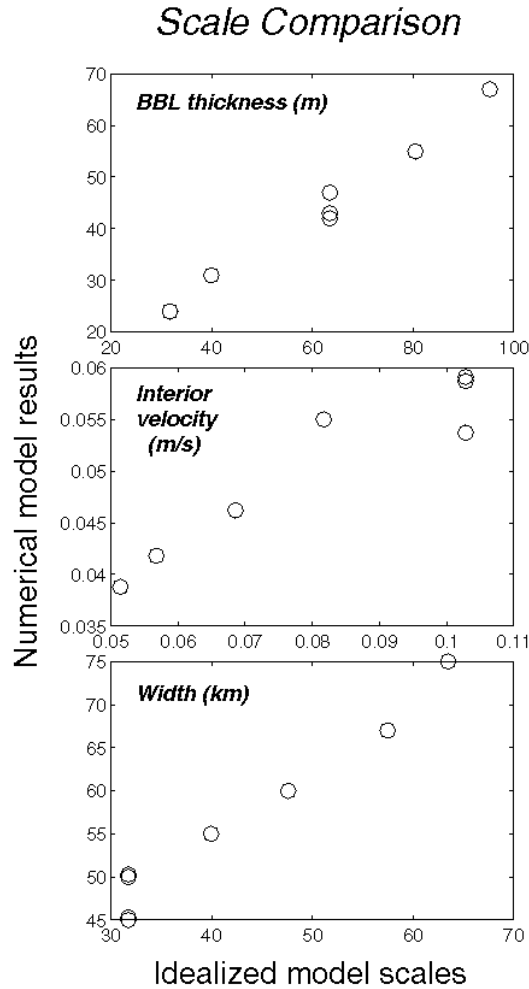 Scale Comparison
BBL thickness (m)
70
60
50
40
30
20
20 40 60 80 100
Interior
velocity
(m/s)
0.06
0.055
0.05
0.045
0.04
0.035
0.05 0.06 0.07 0.08 0.09 0.1 0.11
Width (km)
75
70
65
60
55
50
45
30 40 50 60 70
Numerical model results
Idealized model scales